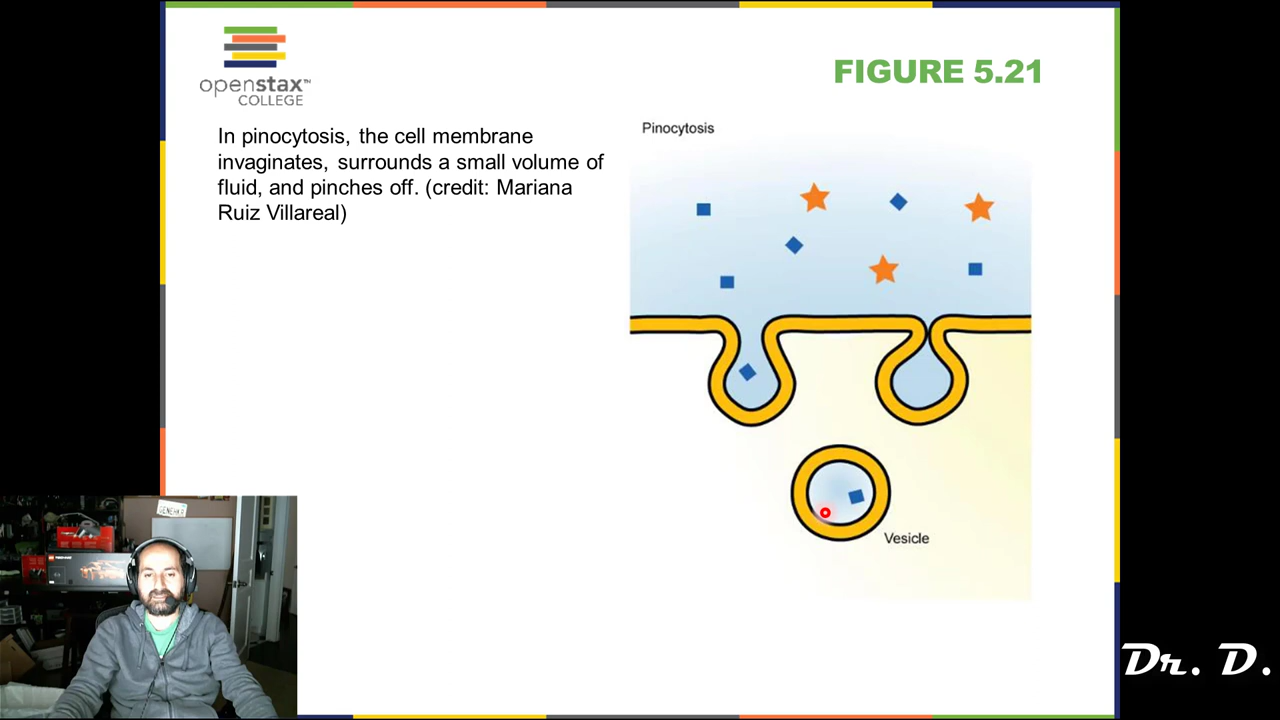 openstax™
COLLEGE
FIGURE 5.21
In pinocytosis, the cell membrane
invaginates, surrounds a small volume of
fluid, and pinches off. (credit: Mariana
Ruiz Villareal)
Pinocytosis
Vesicle
Dr. D.